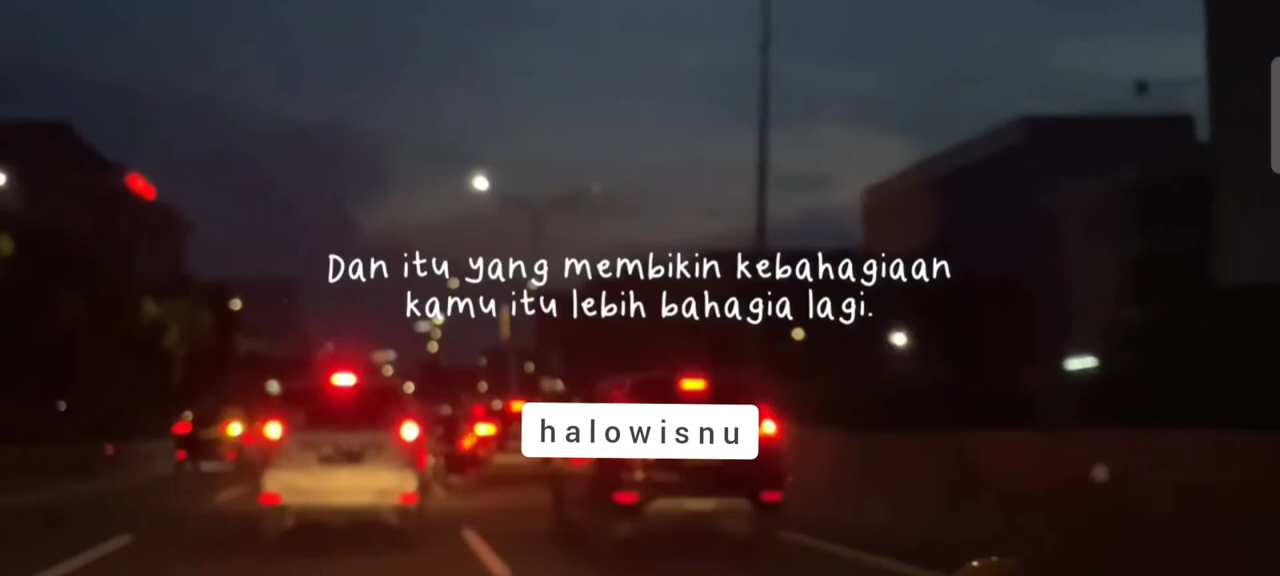 Dan itu yang membikin kebahagiaan
kamu itu lebih bahagia lagi.
halowisnu